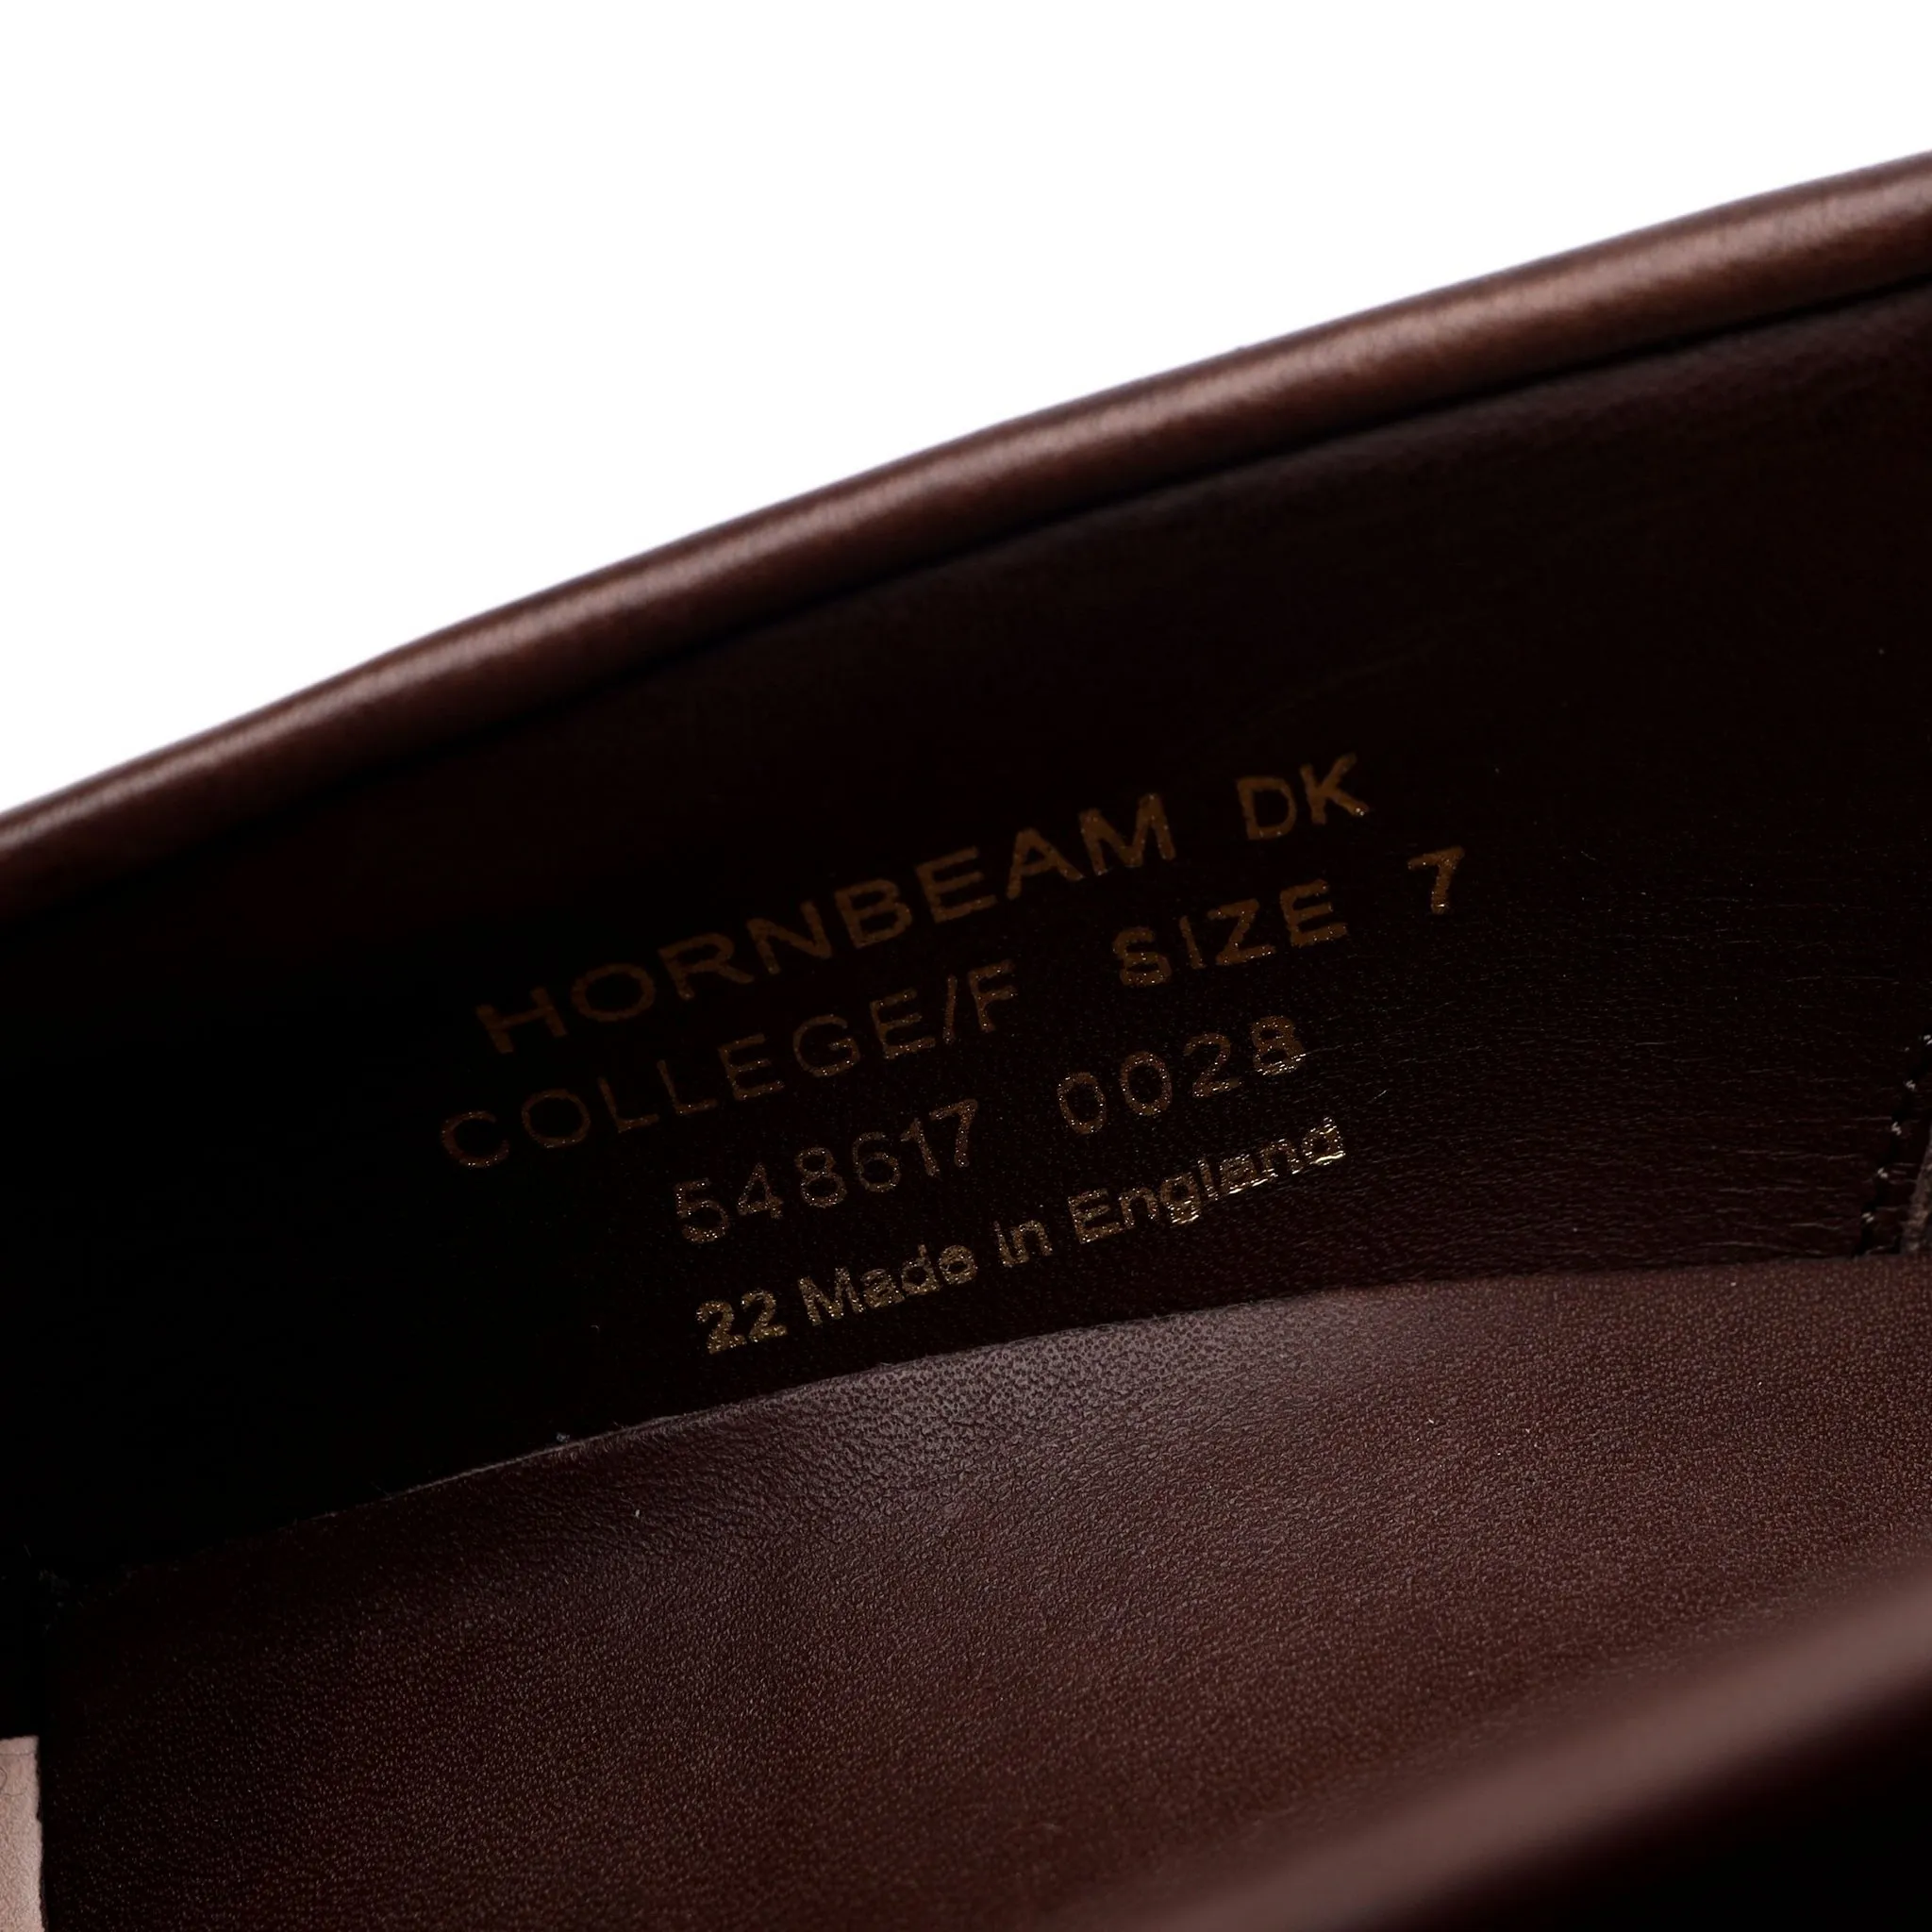 HORNBEAM DK
COLLEGE/F SIZE 7
548617 0028
22 Made in England